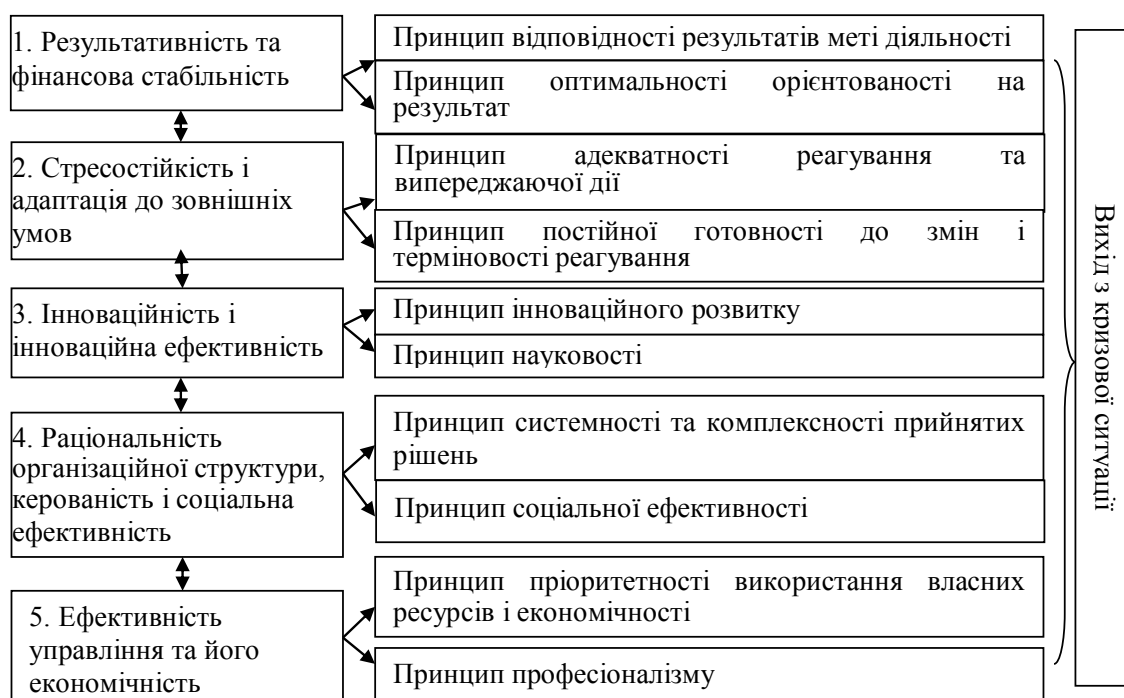 1. Результативність та
фінансова стабільність
Принцип відповідності результатів меті діяльності
Принцип оптимальності орієнтованості на
результат
2. Стресостійкість і
адаптація до зовнішніх
умов
Принцип адекватності реагування та
випереджаючої дії
Принцип постійної готовності до змін і
терміновості реагування
3. Інноваційність і
інноваційна ефективність
Принцип інноваційного розвитку
Принцип науковості
4. Раціональність
організаційної структури,
керованість і соціальна
ефективність
Принцип системності та комплексності прийнятих
рішень
Принцип соціальної ефективності
5. Ефективність
управління та його
економічність
Принцип пріоритетності використання власних
ресурсів і економічності
Принцип професіоналізму
Вихід з кризової ситуації